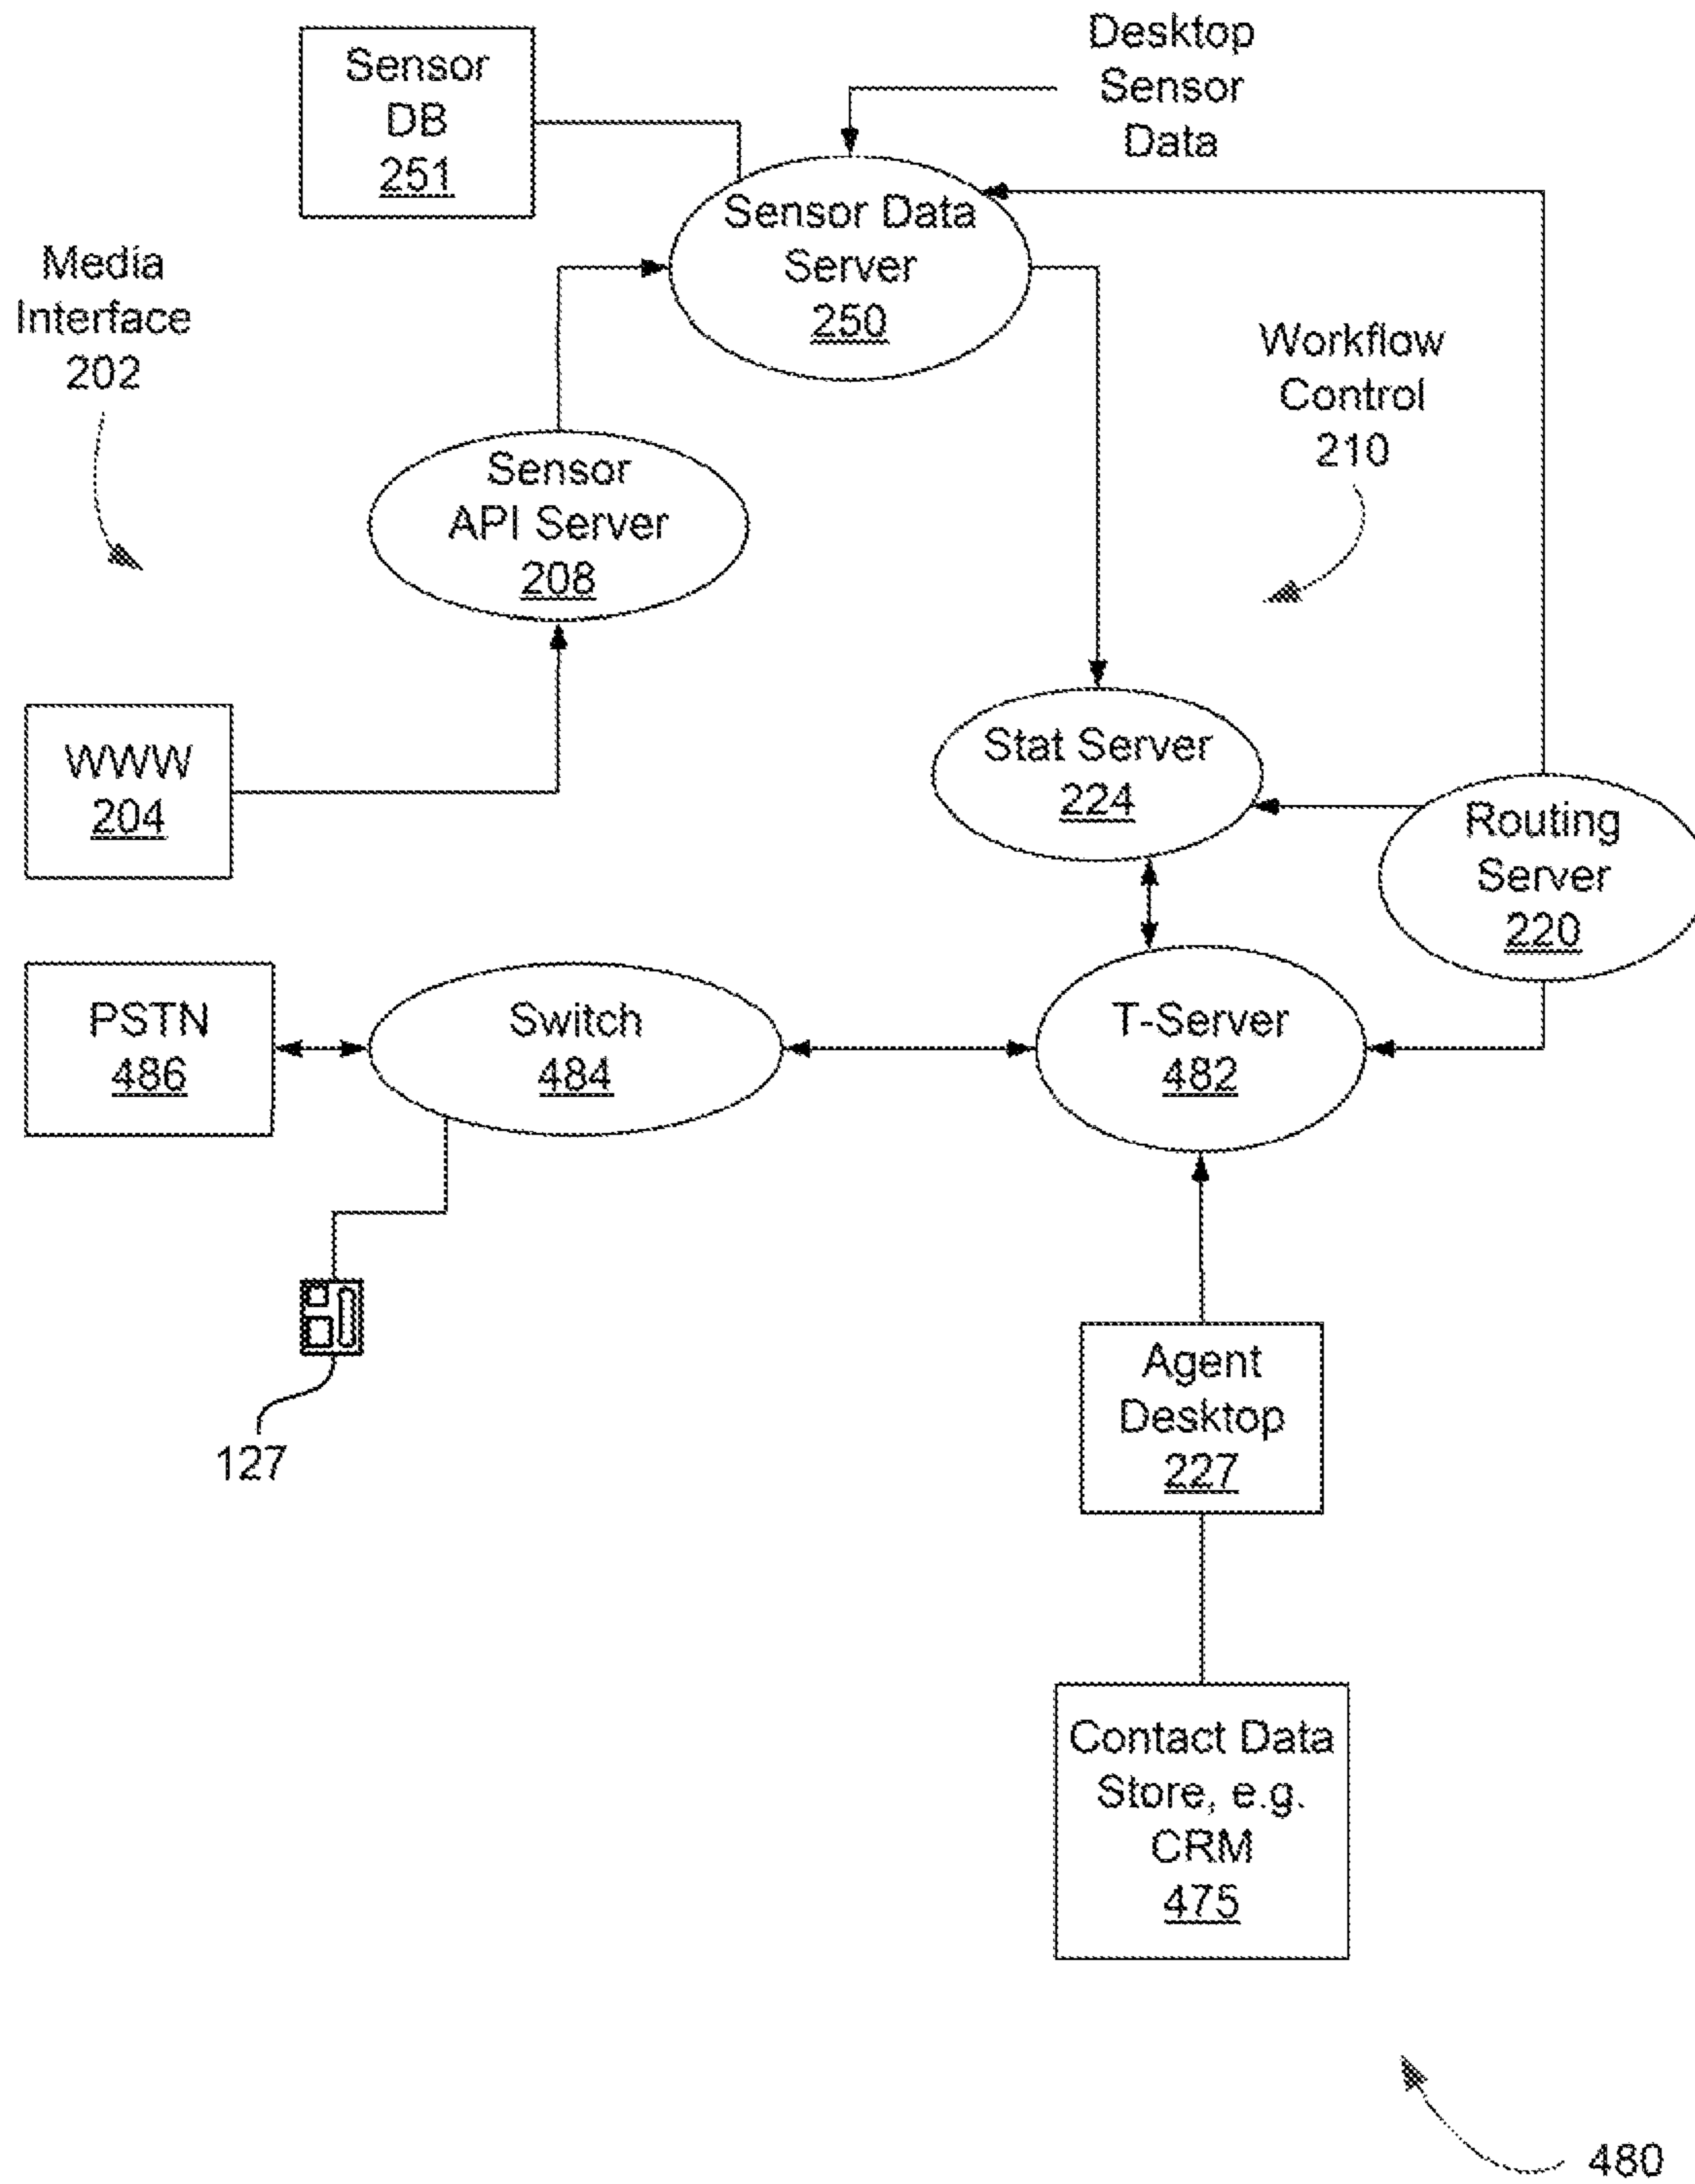 Desktop
Sensor
Data
Sensor
DB
251
Sensor Data
Server
250
Media
Interface
202
Workflow
Control
210
Sensor
API Server
208
WWW
204
Stat Server
224
Routing
Server
220
PSTN
486
Switch
484
T-Server
482
127
Agent
Desktop
227
Contact Data
Store, e.g.
CRM
475
480